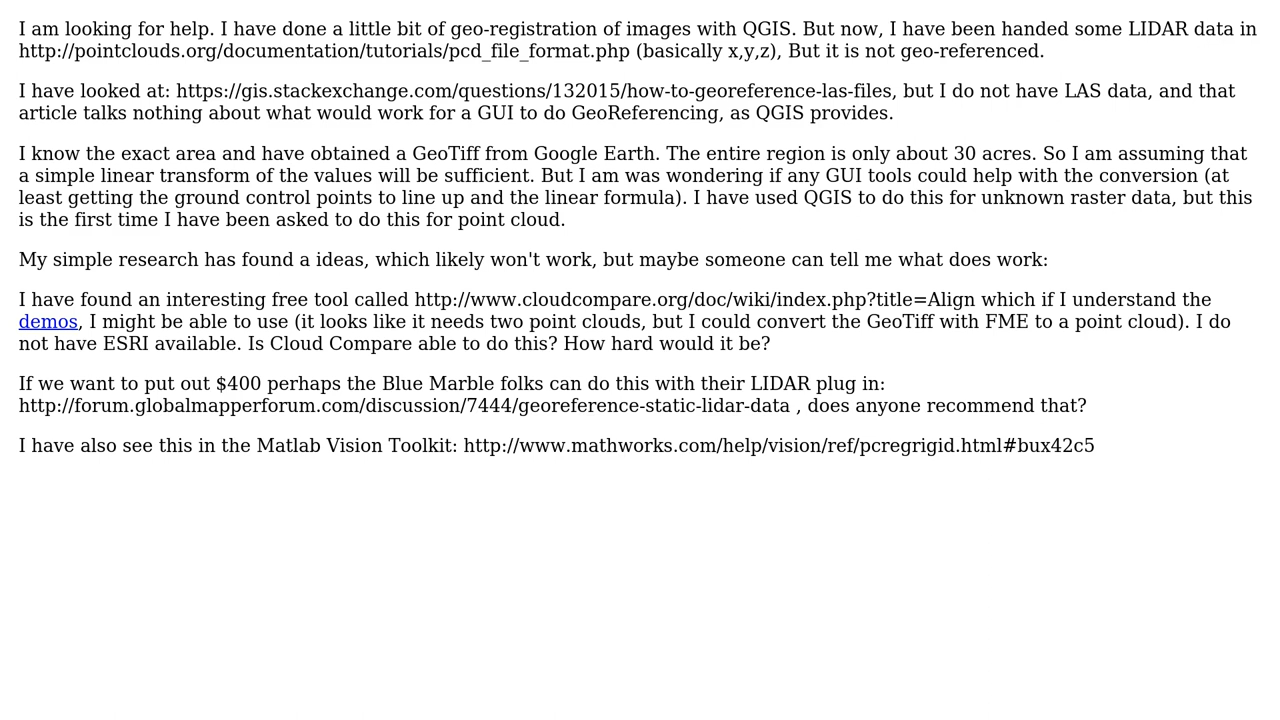 I am looking for help. I have done a little bit of geo-registration of images with QGIS. But now, I have been handed some LIDAR data in
http://pointclouds.org/documentation/tutorials/pcd_file_format.php (basically x,y,z), But it is not geo-referenced.
I have looked at: https://gis.stackexchange.com/questions/132015/how-to-georeference-las-files, but I do not have LAS data, and that
article talks nothing about what would work for a GUI to do GeoReferencing, as QGIS provides.
I know the exact area and have obtained a GeoTiff from Google Earth. The entire region is only about 30 acres. So I am assuming that
a simple linear transform of the values will be sufficient. But I am was wondering if any GUI tools could help with the conversion (at
least getting the ground control points to line up and the linear formula). I have used QGIS to do this for unknown raster data, but this
is the first time I have been asked to do this for point cloud.
My simple research has found a ideas, which likely won't work, but maybe someone can tell me what does work:
I have found an interesting free tool called http://www.cloudcompare.org/doc/wiki/index.php?title=Align which if I understand the
demos, I might be able to use (it looks like it needs two point clouds, but I could convert the GeoTiff with FME to a point cloud). I do
not have ESRI available. Is Cloud Compare able to do this? How hard would it be?
If we want to put out $400 perhaps the Blue Marble folks can do this with their LIDAR plug in:
http://forum.globalmapperforum.com/discussion/7444/georeference-static-lidar-data , does anyone recommend that?
I have also see this in the Matlab Vision Toolkit: http://www.mathworks.com/help/vision/ref/pcregrigid.html#bux42c5